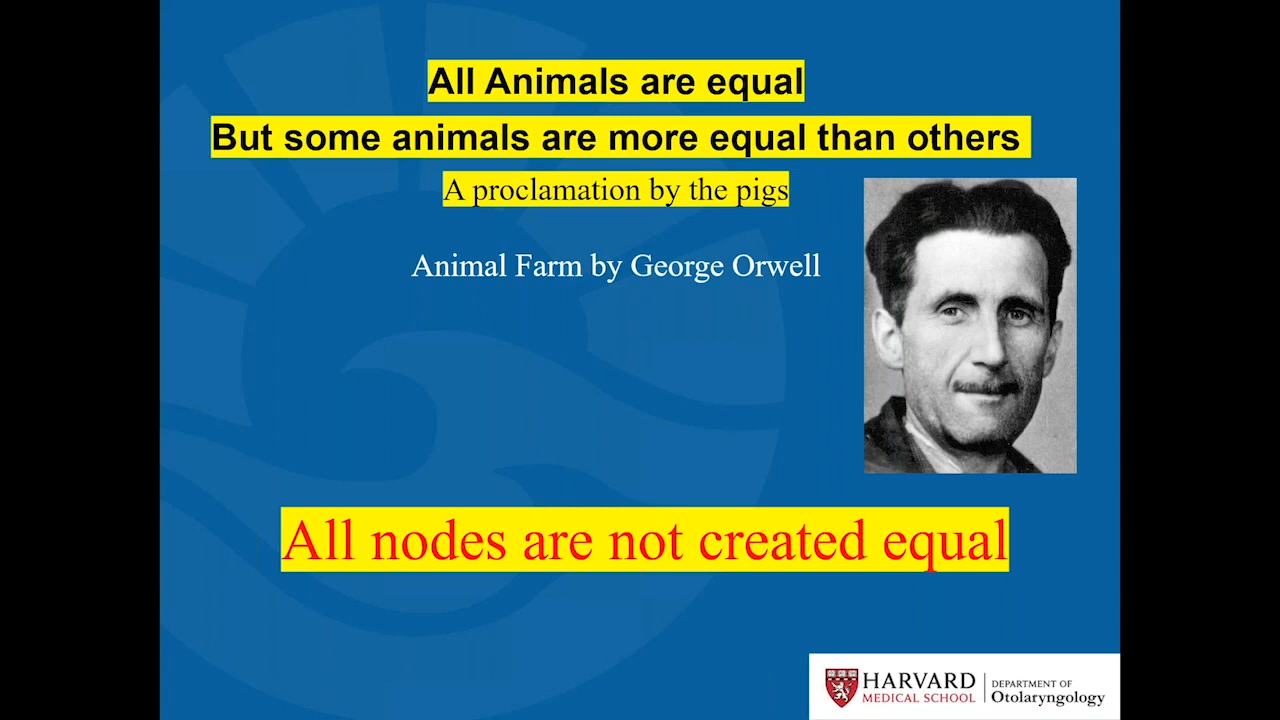 All Animals are equal
But some animals are more equal than others
A proclamation by the pigs
Animal Farm by George Orwell
All nodes are not created equal
HARVARD
MEDICAL SCHOOL
DEPARTMENT OF
Otolaryngology